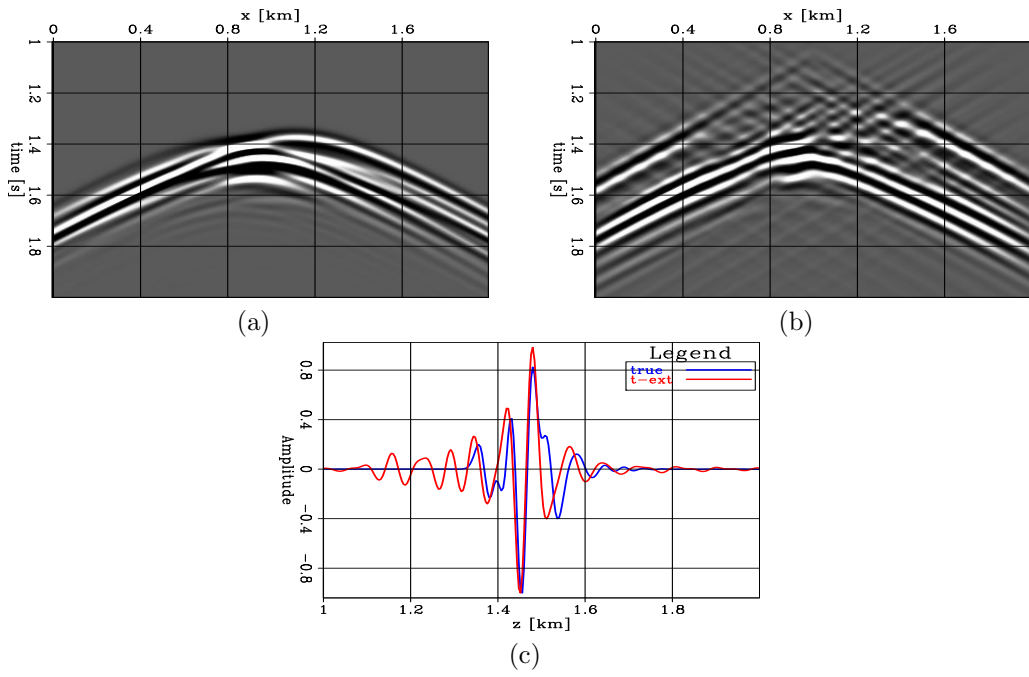 x [km]
0 0.4 0.8 1.2 1.6
1
1.2
1.4
1.6
1.8
time [s]
(a)
x [km]
0 0.4 0.8 1.2 1.6
1
1.2
1.4
1.6
1.8
time [s]
(b)
Legend
true
t-ext
0.8
0.4
0
-0.4
-0.8
Amplitude
1 1.2 1.4 1.6 1.8
z [km]
(c)